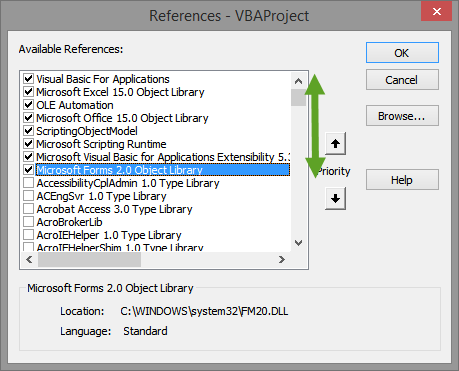 References - VBAProject
Available References:
Visual Basic For Applications
Microsoft Excel 15.0 Object Library
OLE Automation
Microsoft Office 15.0 Object Library
ScriptingObjectModel
Microsoft Scripting Runtime
Microsoft Visual Basic for Applications Extensibility 5.3
Microsoft Forms 2.0 Object Library
AccessibilityCplAdmin 1.0 Type Library
ACEngSvr 1.0 Type Library
Acrobat Access 3.0 Type Library
AcroBrokerLib
AcroIEHelper 1.0 Type Library
AcroIEHelperShim 1.0 Type Library
OK
Cancel
Browse...
Priority
Help
Microsoft Forms 2.0 Object Library
Location: C:\WINDOWS\system32\FM20.DLL
Language: Standard